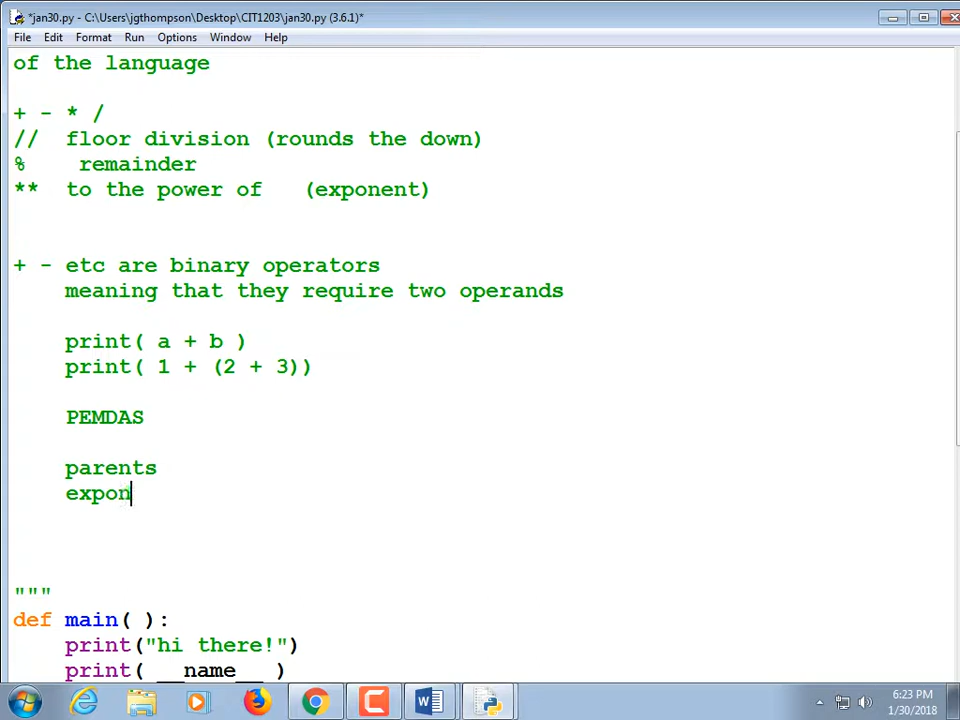 *jan30.py - C:\Users\jgthompson\Desktop\CIT1203\jan30.py (3.6.1)*
File Edit Format Run Options Window Help
of the language
+ - * /
// floor division (rounds the down)
% remainder
** to the power of (exponent)
+ - etc are binary operators
meaning that they require two operands
print( a + b )
print( 1 + (2 + 3))
PEMDAS
parents
expon
"""
def main( ):
print("hi there!")
print( __name__ )
6:23 PM
1/30/2018